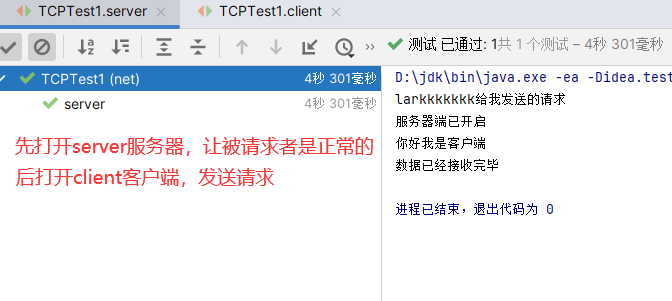 TCPTest1.server
TCPTest1.client
测试 已通过: 1共 1 个测试 – 4秒 301毫秒
TCPTest1 (net) 4秒 301毫秒
server 4秒 301毫秒
先打开server服务器，让被请求者是正常的
后打开client客户端，发送请求
D:\jdk\bin\java.exe -ea -Didea.test
larkkkkkkk给我发送的请求
服务器端已开启
你好我是客户端
数据已经接收完毕
进程已结束，退出代码为 0